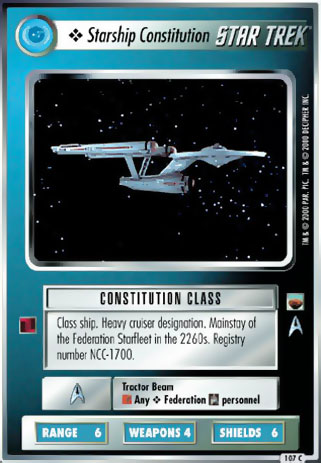 ❖ Starship Constitution STAR TREK
TM & © 2000 PAR. PIC. TM & © 2000 DECIPHER INC.
CONSTITUTION CLASS
Class ship. Heavy cruiser designation. Mainstay of
the Federation Starfleet in the 2260s. Registry
number NCC-1700.
Tractor Beam
Any ❖ Federation personnel
RANGE 6 WEAPONS 4 SHIELDS 6
107 C